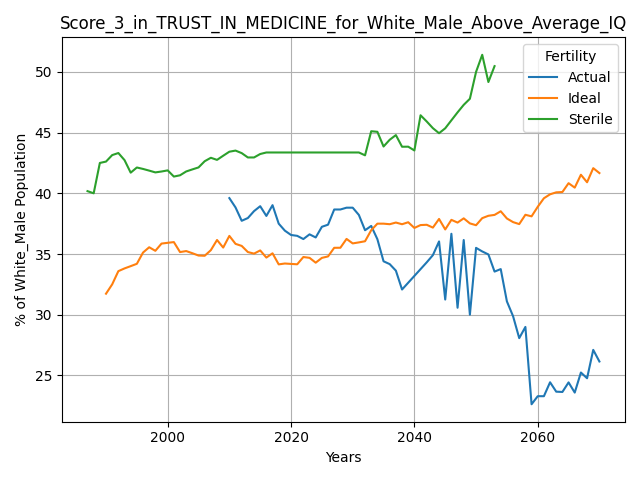 Score_3_in_TRUST_IN_MEDICINE_for_White_Male_Above_Average_IQ
Fertility
Actual
Ideal
Sterile
% of White_Male Population
50
45
40
35
30
25
2000
2020
2040
2060
Years